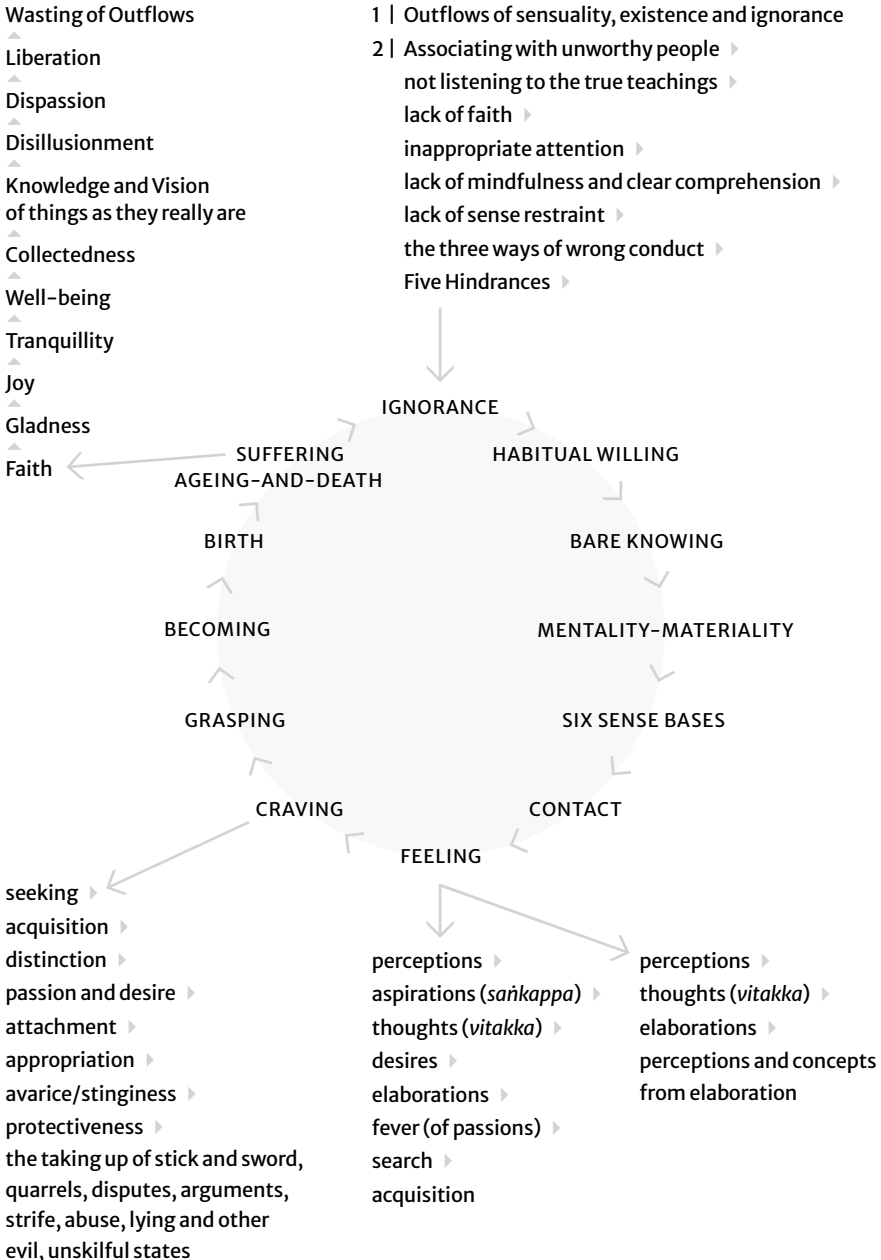 Wasting of Outflows
Liberation
Dispassion
Disillusionment
Knowledge and Vision
of things as they really are
Collectedness
Well-being
Tranquillity
Joy
Gladness
Faith
1 | Outflows of sensuality, existence and ignorance
2 | Associating with unworthy people
not listening to the true teachings
lack of faith
inappropriate attention
lack of mindfulness and clear comprehension
lack of sense restraint
the three ways of wrong conduct
Five Hindrances
IGNORANCE
HABITUAL WILLING
BARE KNOWING
MENTALITY-MATERIALITY
SIX SENSE BASES
CONTACT
FEELING
CRAVING
GRASPING
BECOMING
BIRTH
SUFFERING
AGEING-AND-DEATH
seeking
acquisition
distinction
passion and desire
attachment
appropriation
avarice/stinginess
protectiveness
the taking up of stick and sword,
quarrels, disputes, arguments,
strife, abuse, lying and other
evil, unskilful states
perceptions
aspirations (saṅkappa)
thoughts (vitakka)
desires
elaborations
fever (of passions)
search
acquisition
perceptions
thoughts (vitakka)
elaborations
perceptions and concepts
from elaboration